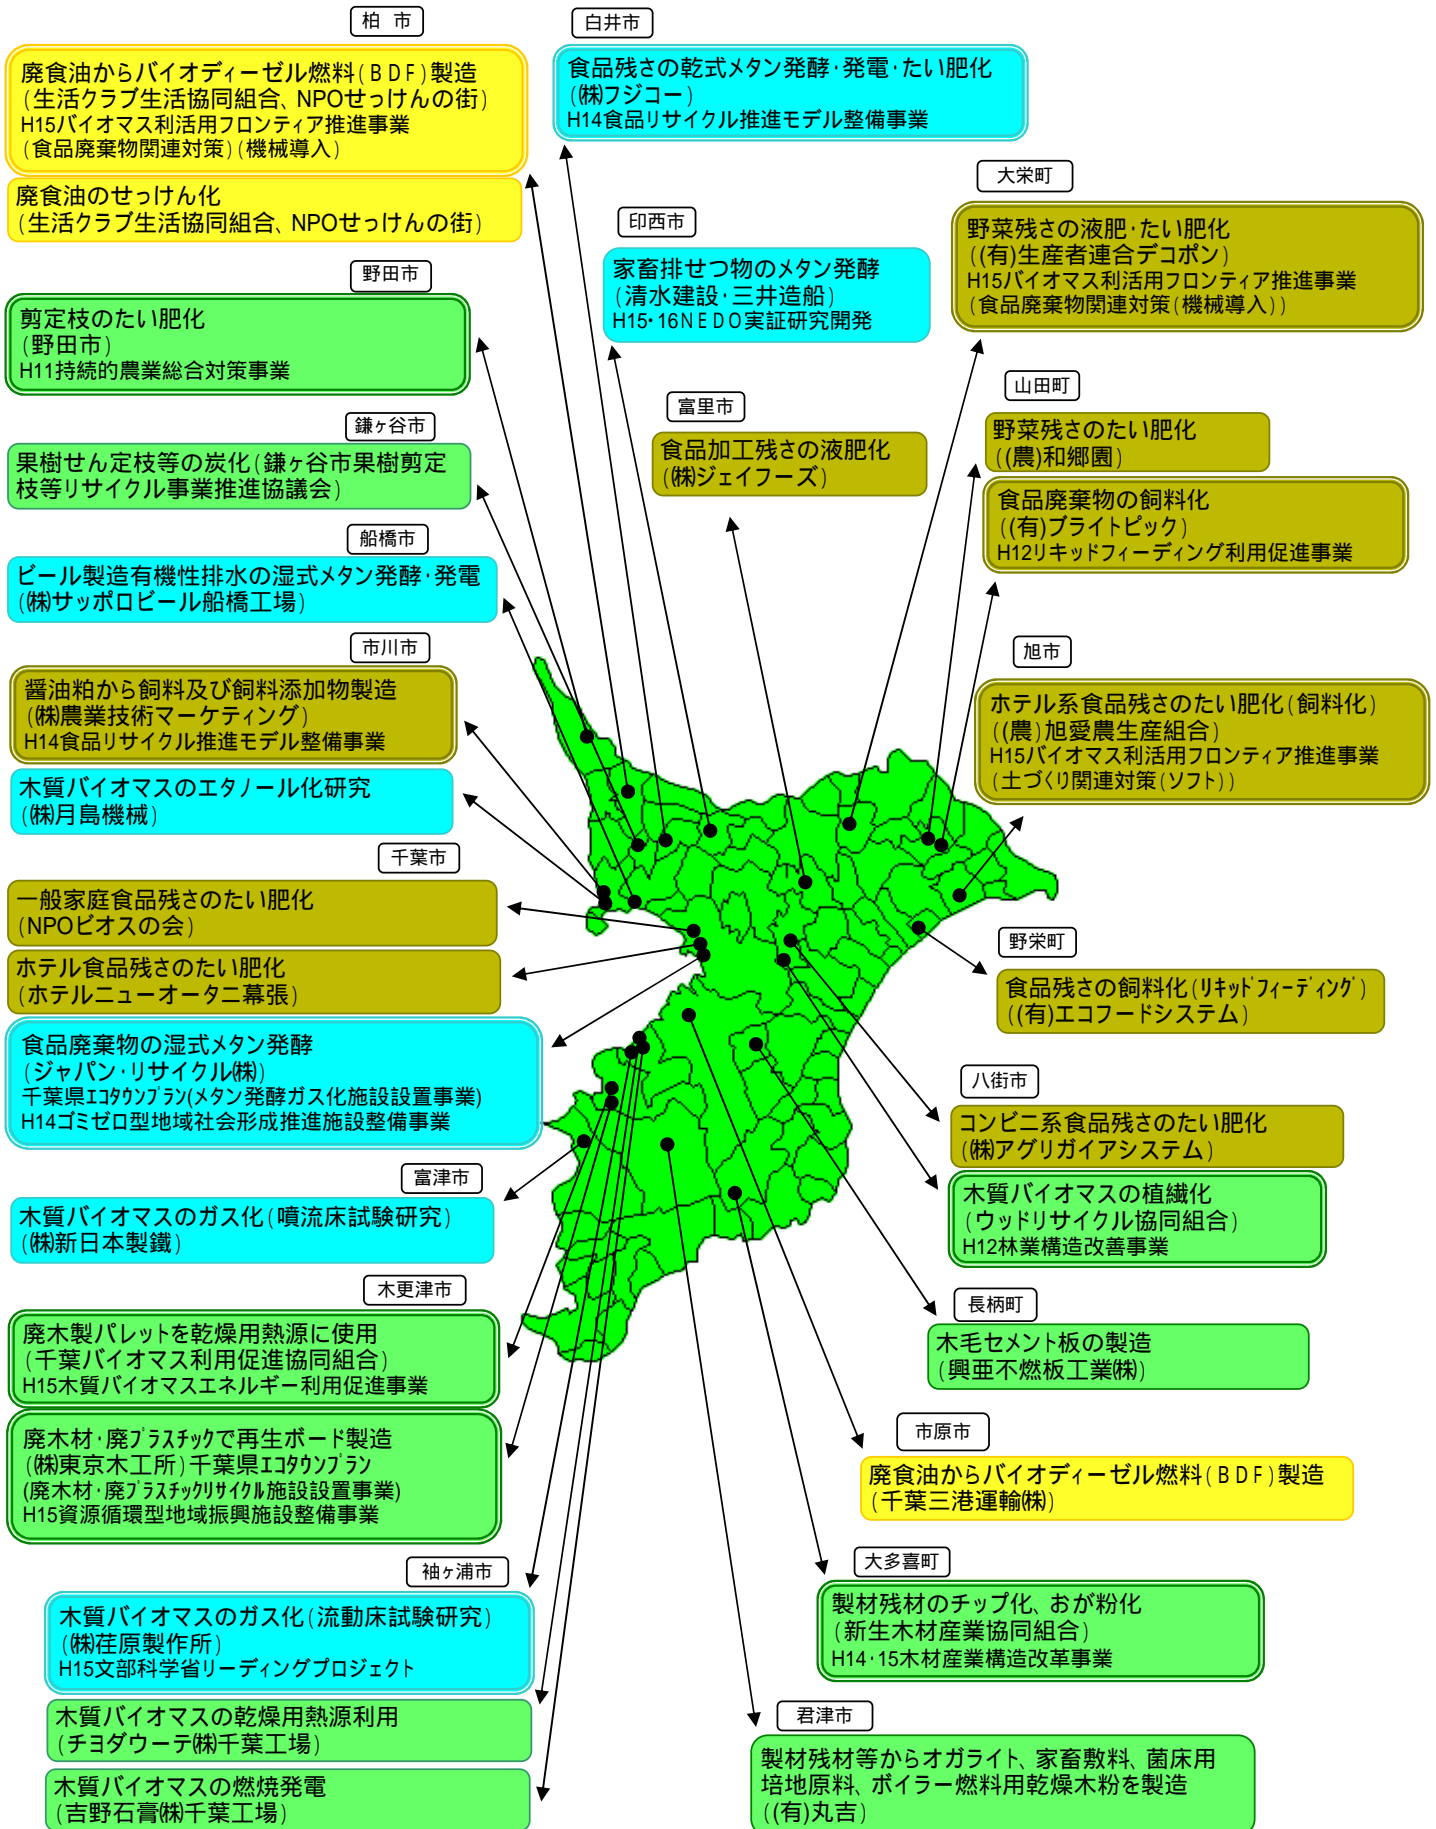 柏 市
廃食油からバイオディーゼル燃料(ＢＤＦ)製造
(生活クラブ生活協同組合、NPOせっけんの街)
H15バイオマス利活用フロンティア推進事業
(食品廃棄物関連対策)(機械導入)
廃食油のせっけん化
(生活クラブ生活協同組合、NPOせっけんの街)
白井市
食品残さの乾式メタン発酵・発電・たい肥化
(㈱フジコー)
H14食品リサイクル推進モデル整備事業
大栄町
野菜残さの液肥・たい肥化
((有)生産者連合デコポン)
H15バイオマス利活用フロンティア推進事業
(食品廃棄物関連対策(機械導入))
印西市
家畜排せつ物のメタン発酵
(清水建設・三井造船)
H15・16ＮＥＤＯ実証研究開発
野田市
剪定枝のたい肥化
(野田市)
H11持続的農業総合対策事業
富里市
食品加工残さの液肥化
(㈱ジェイフーズ)
山田町
野菜残さのたい肥化
((農)和郷園)
食品廃棄物の飼料化
((有)ブライトピック)
H12リキッドフィーディング利用促進事業
鎌ヶ谷市
果樹せん定枝等の炭化(鎌ヶ谷市果樹剪定
枝等リサイクル事業推進協議会)
船橋市
ビール製造有機性排水の湿式メタン発酵・発電
(㈱サッポロビール船橋工場)
市川市
醤油粕から飼料及び飼料添加物製造
(㈱農業技術マーケティング)
H14食品リサイクル推進モデル整備事業
木質バイオマスのエタノール化研究
(㈱月島機械)
旭市
ホテル系食品残さのたい肥化(飼料化)
((農)旭愛農生産組合)
H15バイオマス利活用フロンティア推進事業
(土づくり関連対策(ソフト))
千葉市
一般家庭食品残さのたい肥化
(NPOビオスの会)
ホテル食品残さのたい肥化
(ホテルニューオータニ幕張)
食品廃棄物の湿式メタン発酵
(ジャパン・リサイクル㈱)
千葉県ｴｺﾀｳﾝﾌﾟﾗﾝ(メタン発酵ガス化施設設置事業)
H14ゴミゼロ型地域社会形成推進施設整備事業
野栄町
食品残さの飼料化(ﾘｷｯﾄﾞﾌｨｰﾃﾞｨﾝｸﾞ)
((有)エコフードシステム)
八街市
コンビニ系食品残さのたい肥化
(㈱アグリガイアシステム)
木質バイオマスの植繊化
(ウッドリサイクル協同組合)
H12林業構造改善事業
富津市
木質バイオマスのガス化(噴流床試験研究)
(㈱新日本製鐵)
木更津市
廃木製パレットを乾燥用熱源に使用
(千葉バイオマス利用促進協同組合)
H15木質バイオマスエネルギー利用促進事業
廃木材・廃ﾌﾟﾗｽﾁｯｸで再生ボード製造
(㈱東京木工所)千葉県ｴｺﾀｳﾝﾌﾟﾗﾝ
(廃木材・廃ﾌﾟﾗｽﾁｯｸﾘｻｲｸﾙ施設設置事業)
H15資源循環型地域振興施設整備事業
長柄町
木毛セメント板の製造
(興亜不燃板工業㈱)
市原市
廃食油からバイオディーゼル燃料(ＢＤＦ)製造
(千葉三港運輸㈱)
袖ヶ浦市
木質バイオマスのガス化(流動床試験研究)
(㈱荏原製作所)
H15文部科学省リーディングプロジェクト
木質バイオマスの乾燥用熱源利用
(チヨダウーテ㈱千葉工場)
木質バイオマスの燃焼発電
(吉野石膏㈱千葉工場)
大多喜町
製材残材のチップ化、おが粉化
(新生木材産業協同組合)
H14・15木材産業構造改革事業
君津市
製材残材等からオガライト、家畜敷料、菌床用
培地原料、ボイラー燃料用乾燥木粉を製造
((有)丸吉)